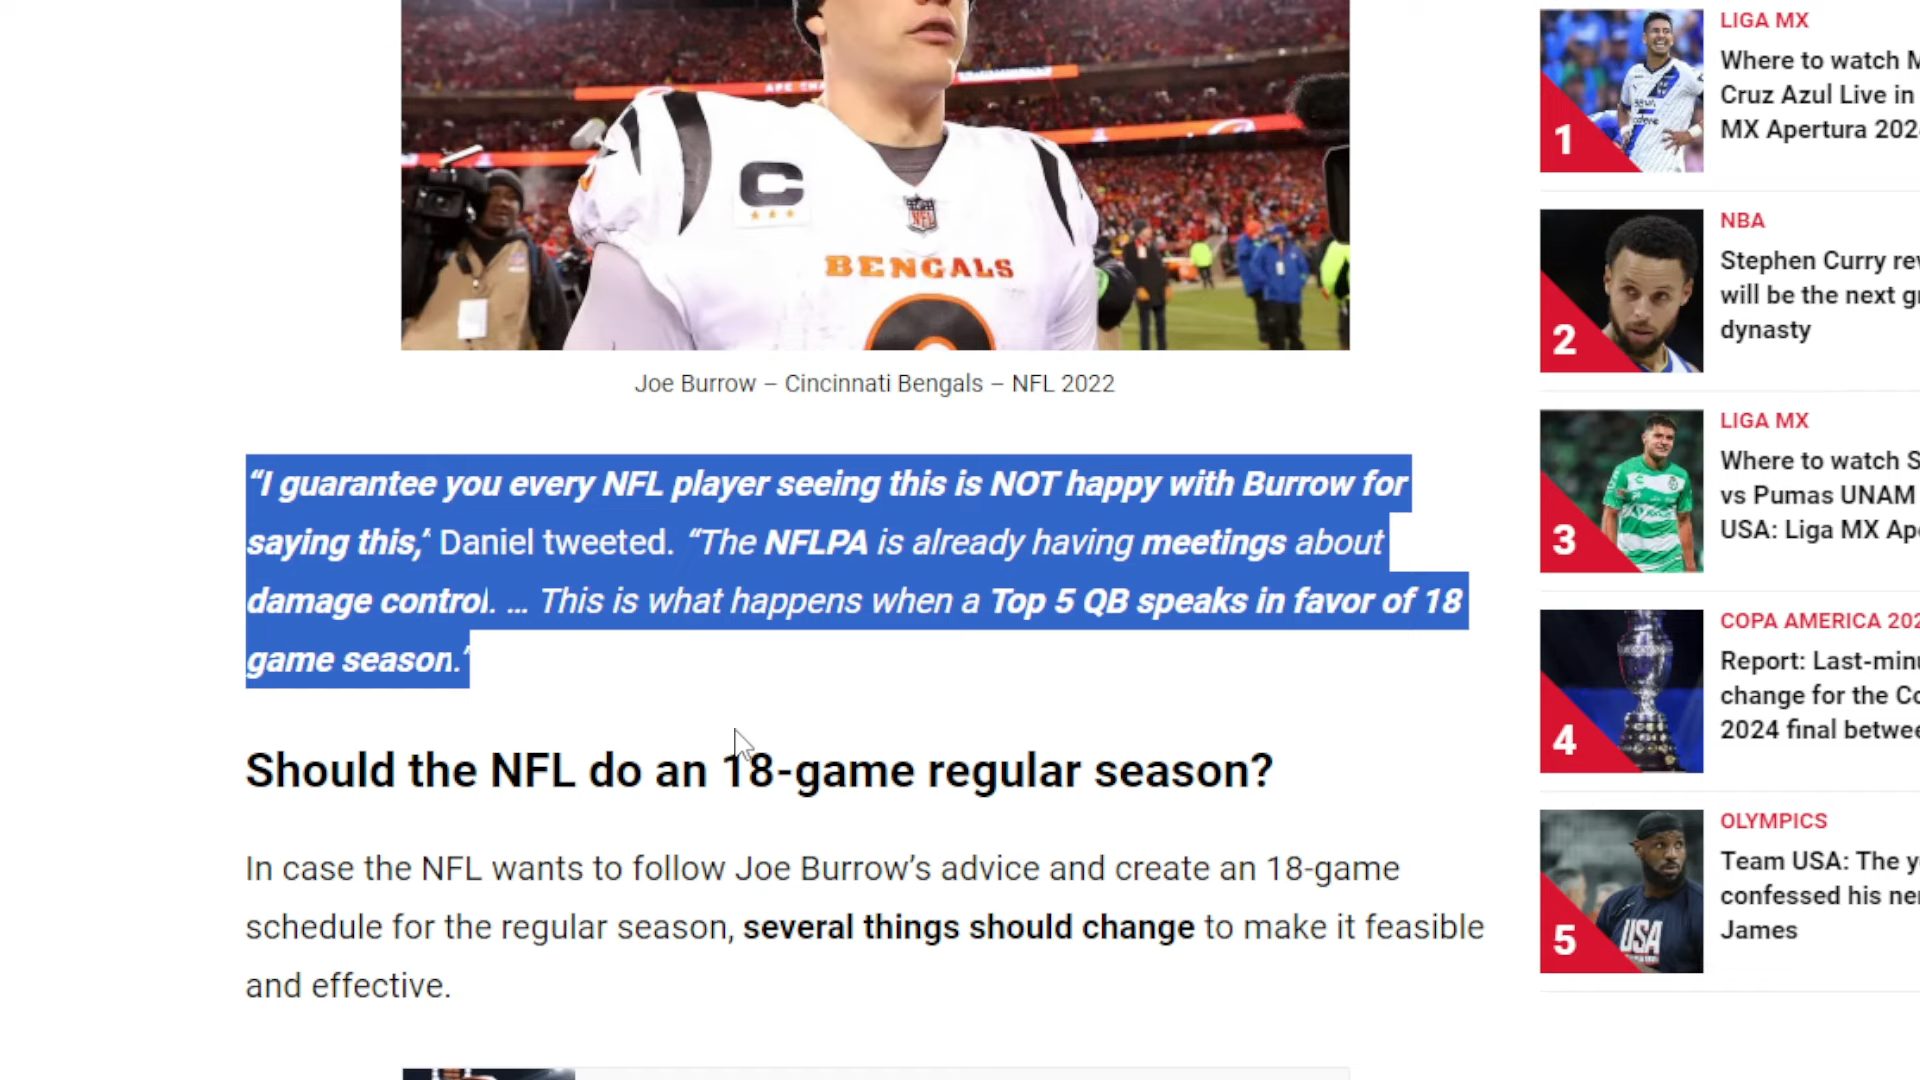 C
NFL
BENGALS
Joe Burrow – Cincinnati Bengals – NFL 2022
“I guarantee you every NFL player seeing this is NOT happy with Burrow for
saying this,” Daniel tweeted. “The NFLPA is already having meetings about
damage control. … This is what happens when a Top 5 QB speaks in favor of 18
game season.”
Should the NFL do an 18-game regular season?
In case the NFL wants to follow Joe Burrow’s advice and create an 18-game
schedule for the regular season, several things should change to make it feasible
and effective.
1
LIGA MX
Where to watch
Cruz Azul Live in
MX Apertura
2
NBA
Stephen Curry
will be the next
dynasty
3
LIGA MX
Where to watch
vs Pumas UNAM
USA: Liga MX
4
COPA AMERICA
Report:
change for the
2024 final
5
USA
OLYMPICS
Team USA: The
confessed his
James